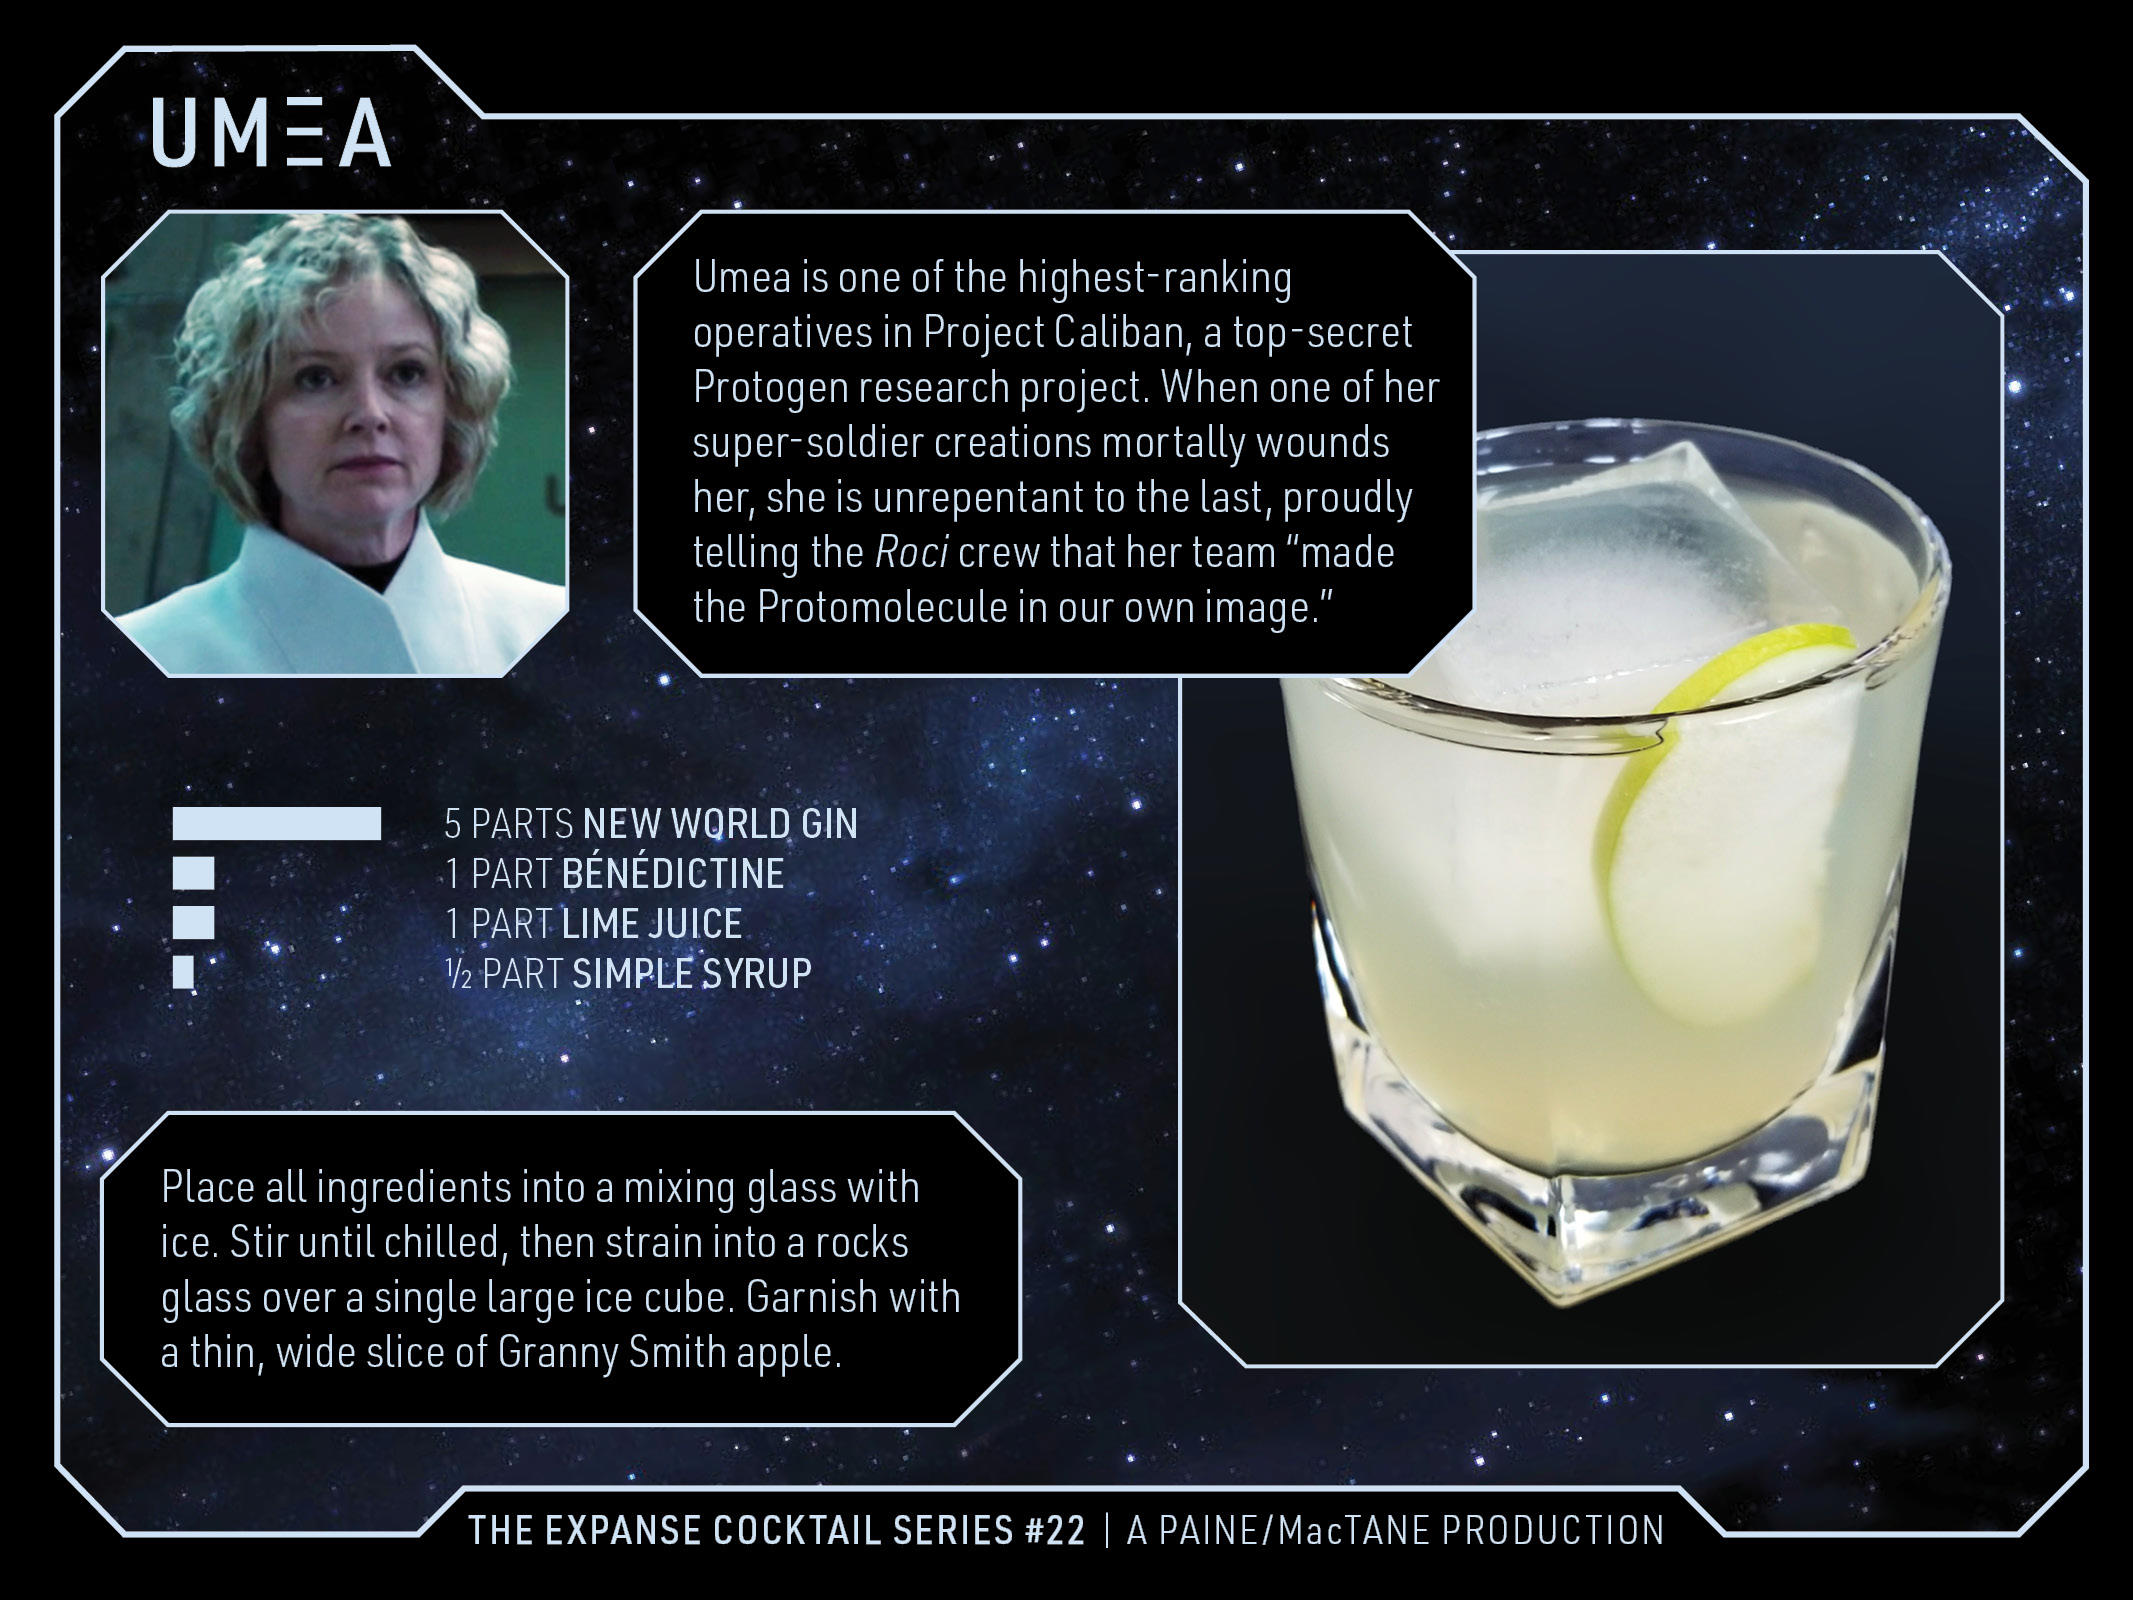 UMEA
Umea is one of the highest-ranking
operatives in Project Caliban, a top-secret
Protogen research project. When one of her
super-soldier creations mortally wounds
her, she is unrepentant to the last, proudly
telling the Roci crew that her team “made
the Protomolecule in our own image.”
5 PARTS NEW WORLD GIN
1 PART BÉNÉDICTINE
1 PART LIME JUICE
½ PART SIMPLE SYRUP
Place all ingredients into a mixing glass with
ice. Stir until chilled, then strain into a rocks
glass over a single large ice cube. Garnish with
a thin, wide slice of Granny Smith apple.
THE EXPANSE COCKTAIL SERIES #22 | A PAINE/MacTANE PRODUCTION